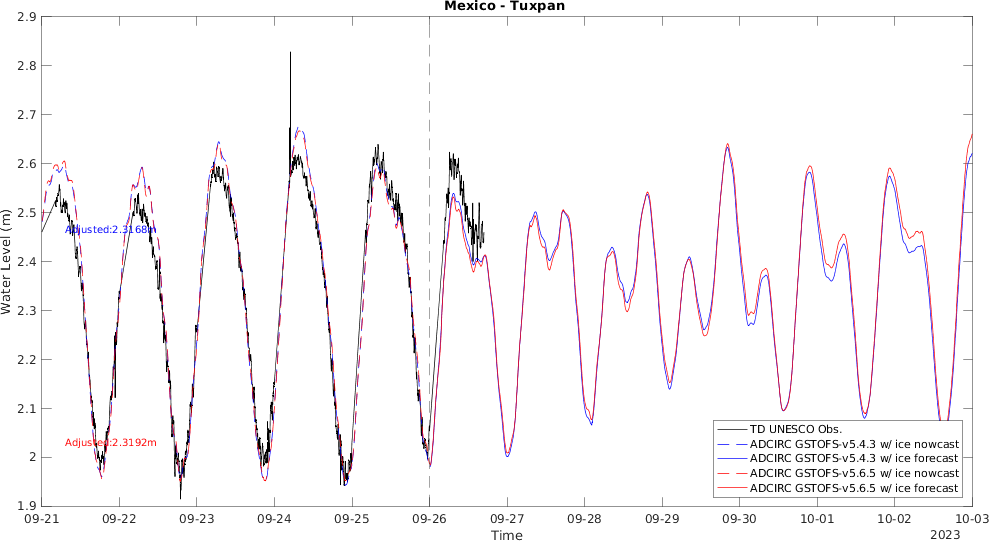 Mexico - Tuxpan
Water Level (m)
2.9
2.8
2.7
2.6
2.5
2.4
2.3
2.2
2.1
2
1.9
Adjusted:2.3168m
Adjusted:2.3192m
TD UNESCO Obs.
ADCIRC GSTOFS-v5.4.3 w/ ice nowcast
ADCIRC GSTOFS-v5.4.3 w/ ice forecast
ADCIRC GSTOFS-v5.6.5 w/ ice nowcast
ADCIRC GSTOFS-v5.6.5 w/ ice forecast
09-21 09-22 09-23 09-24 09-25 09-26 09-27 09-28 09-29 09-30 10-01 10-02 10-03
Time
2023